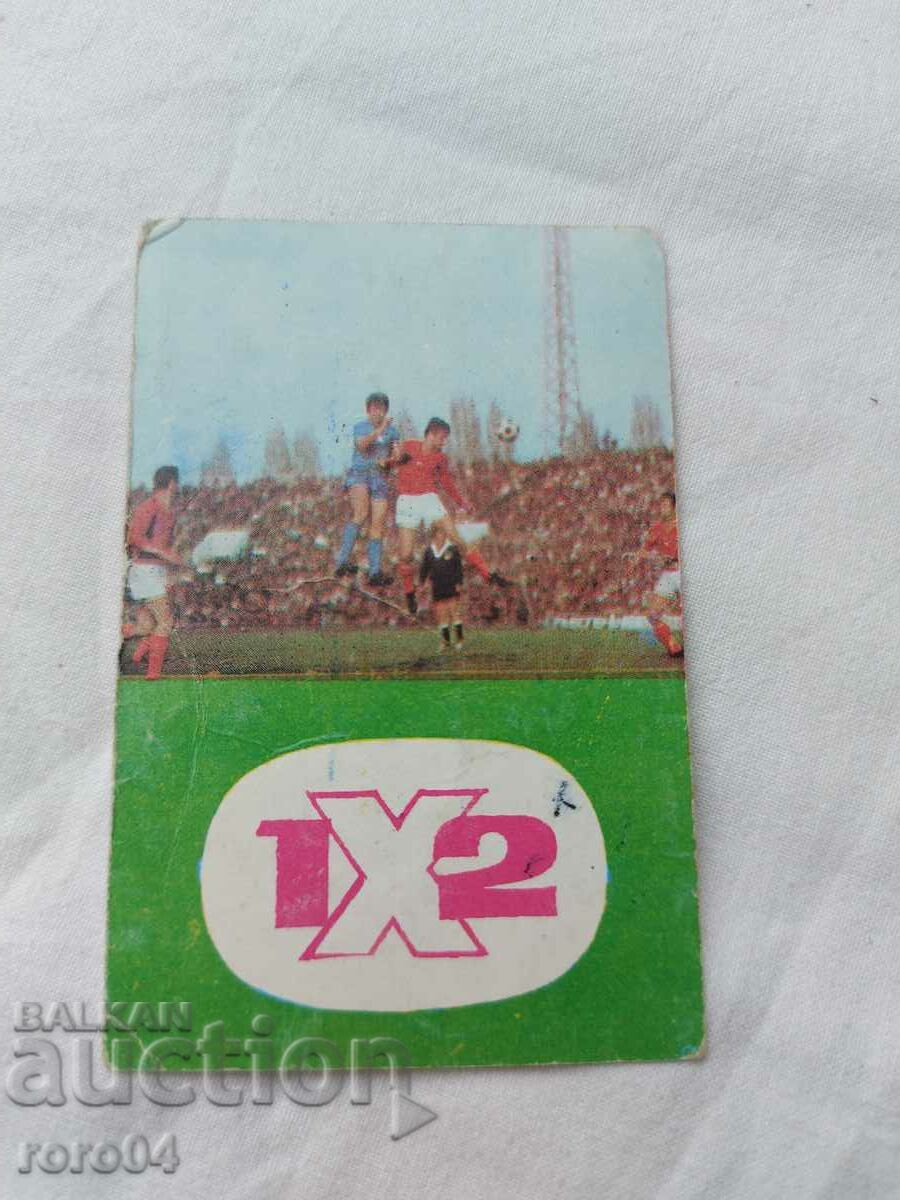 1X2
BALKAN
auction
roro04